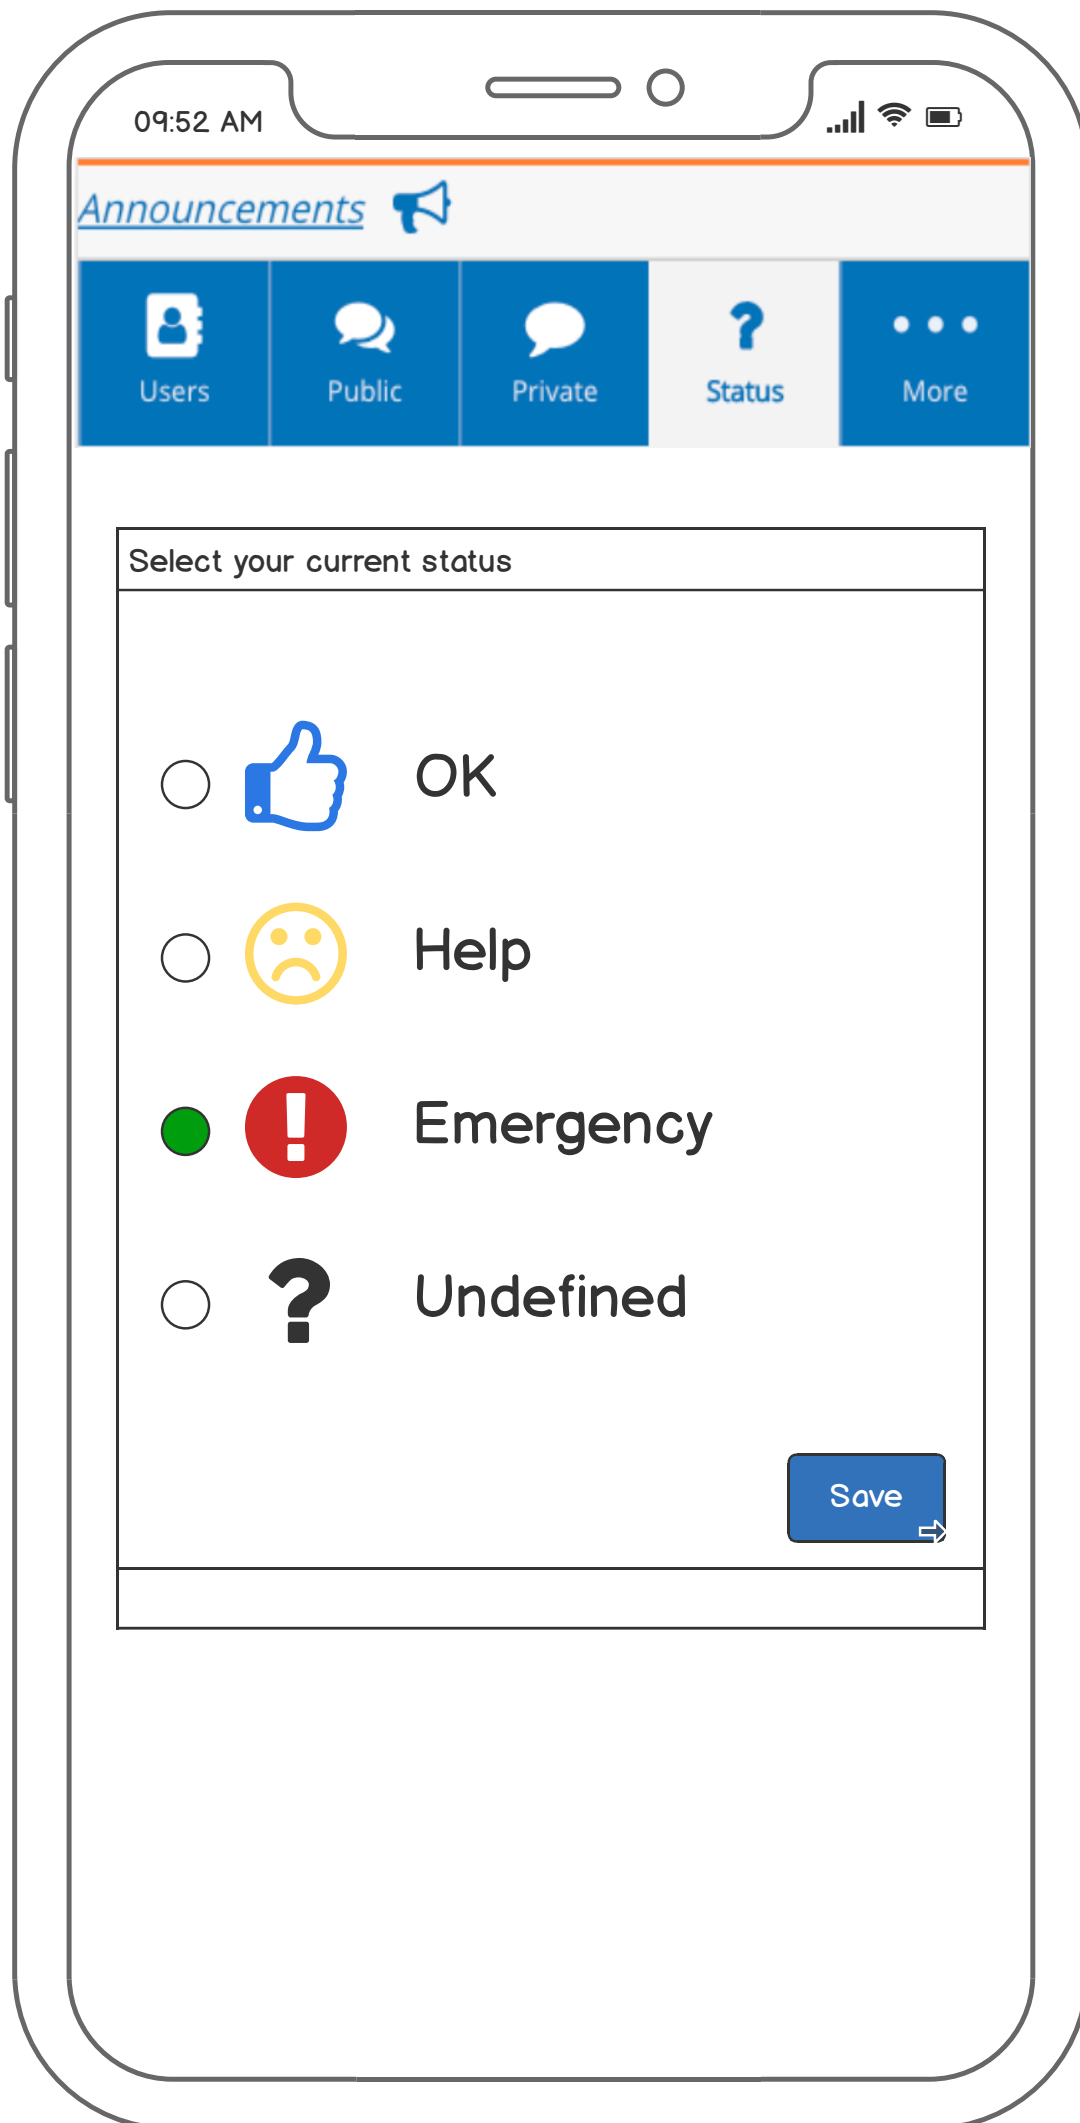 09:52 AM
Announcements
Users Public Private Status More
Select your current status
OK
Help
Emergency
Undefined
Save